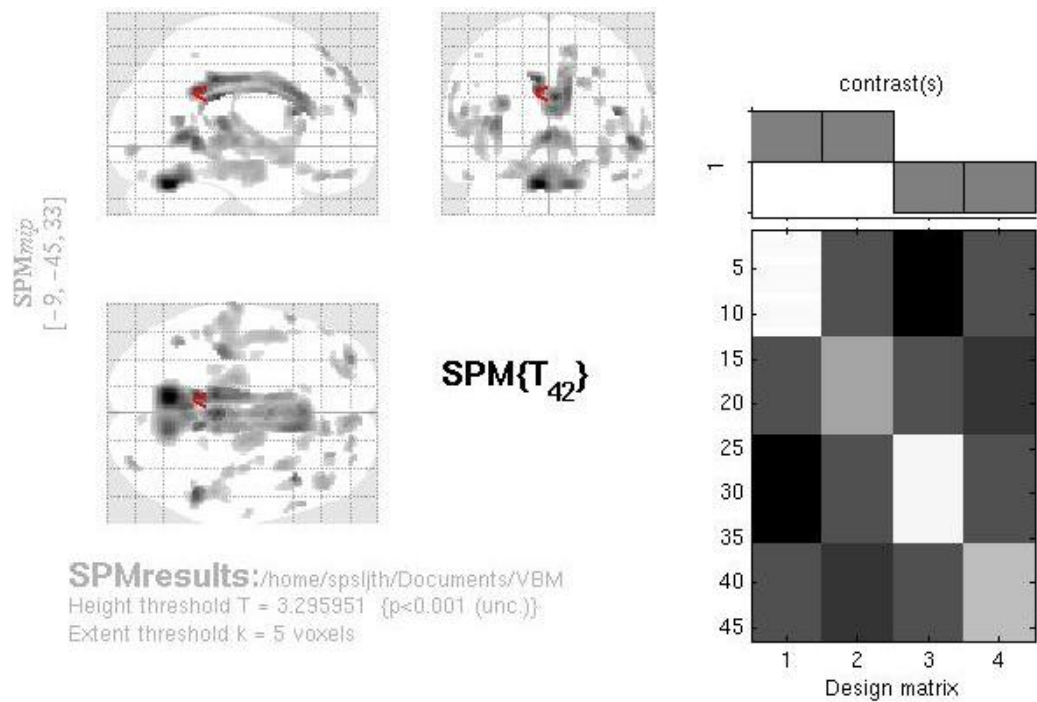 SPMmip
[−9, −45, 33]
SPM{T42}
SPMresults:/home/spsljth/Documents/VBM
Height threshold T = 3.295951 {p<0.001 (unc.)}
Extent threshold k = 5 voxels
contrast(s)
1
5
10
15
20
25
30
35
40
45
1 2 3 4
Design matrix